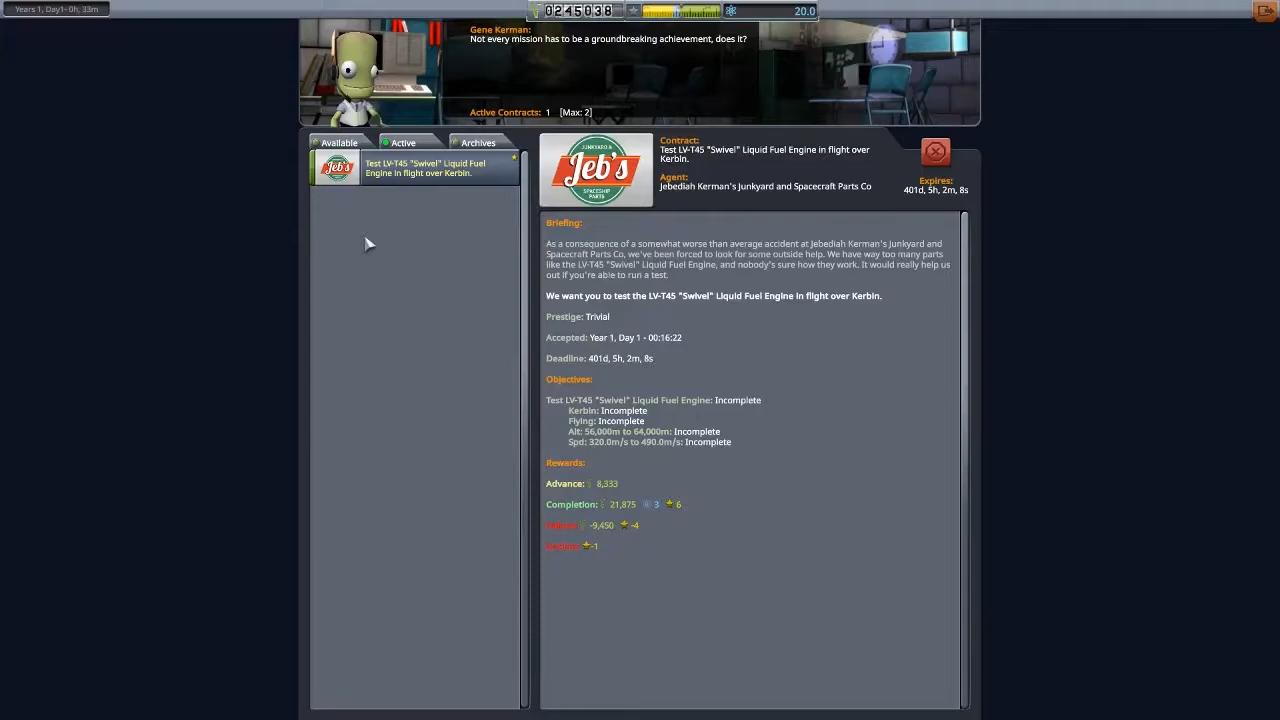 Years 1, Day1- 0h, 33m
0245038
20.0
Gene Kerman:
Not every mission has to be a groundbreaking achievement, does it?
Active Contracts: 1 [Max: 2]
Available
Active
Archives
Test LV-T45 "Swivel" Liquid Fuel
Engine in flight over Kerbin.
Jeb's
JUNKYARD &
Jeb's
SPACESHIP
PARTS
Contract:
Test LV-T45 "Swivel" Liquid Fuel Engine in flight over
Kerbin.
Agent:
Jebediah Kerman's Junkyard and Spacecraft Parts Co
Expires:
401d, 5h, 2m, 8s
Briefing:
As a consequence of a somewhat worse than average accident at Jebediah Kerman's Junkyard and
Spacecraft Parts Co, we've been forced to look for some outside help. We have way too many parts
like the LV-T45 "Swivel" Liquid Fuel Engine, and nobody's sure how they work. It would really help us
out if you're able to run a test.
We want you to test the LV-T45 "Swivel" Liquid Fuel Engine in flight over Kerbin.
Prestige: Trivial
Accepted: Year 1, Day 1 - 00:16:22
Deadline: 401d, 5h, 2m, 8s
Objectives:
Test LV-T45 "Swivel" Liquid Fuel Engine: Incomplete
Kerbin: Incomplete
Flying: Incomplete
Alt: 56,000m to 64,000m: Incomplete
Spd: 320.0m/s to 490.0m/s: Incomplete
Rewards:
Advance: 8,333
Completion: 21,875 3 6
-9,450 -4
-1